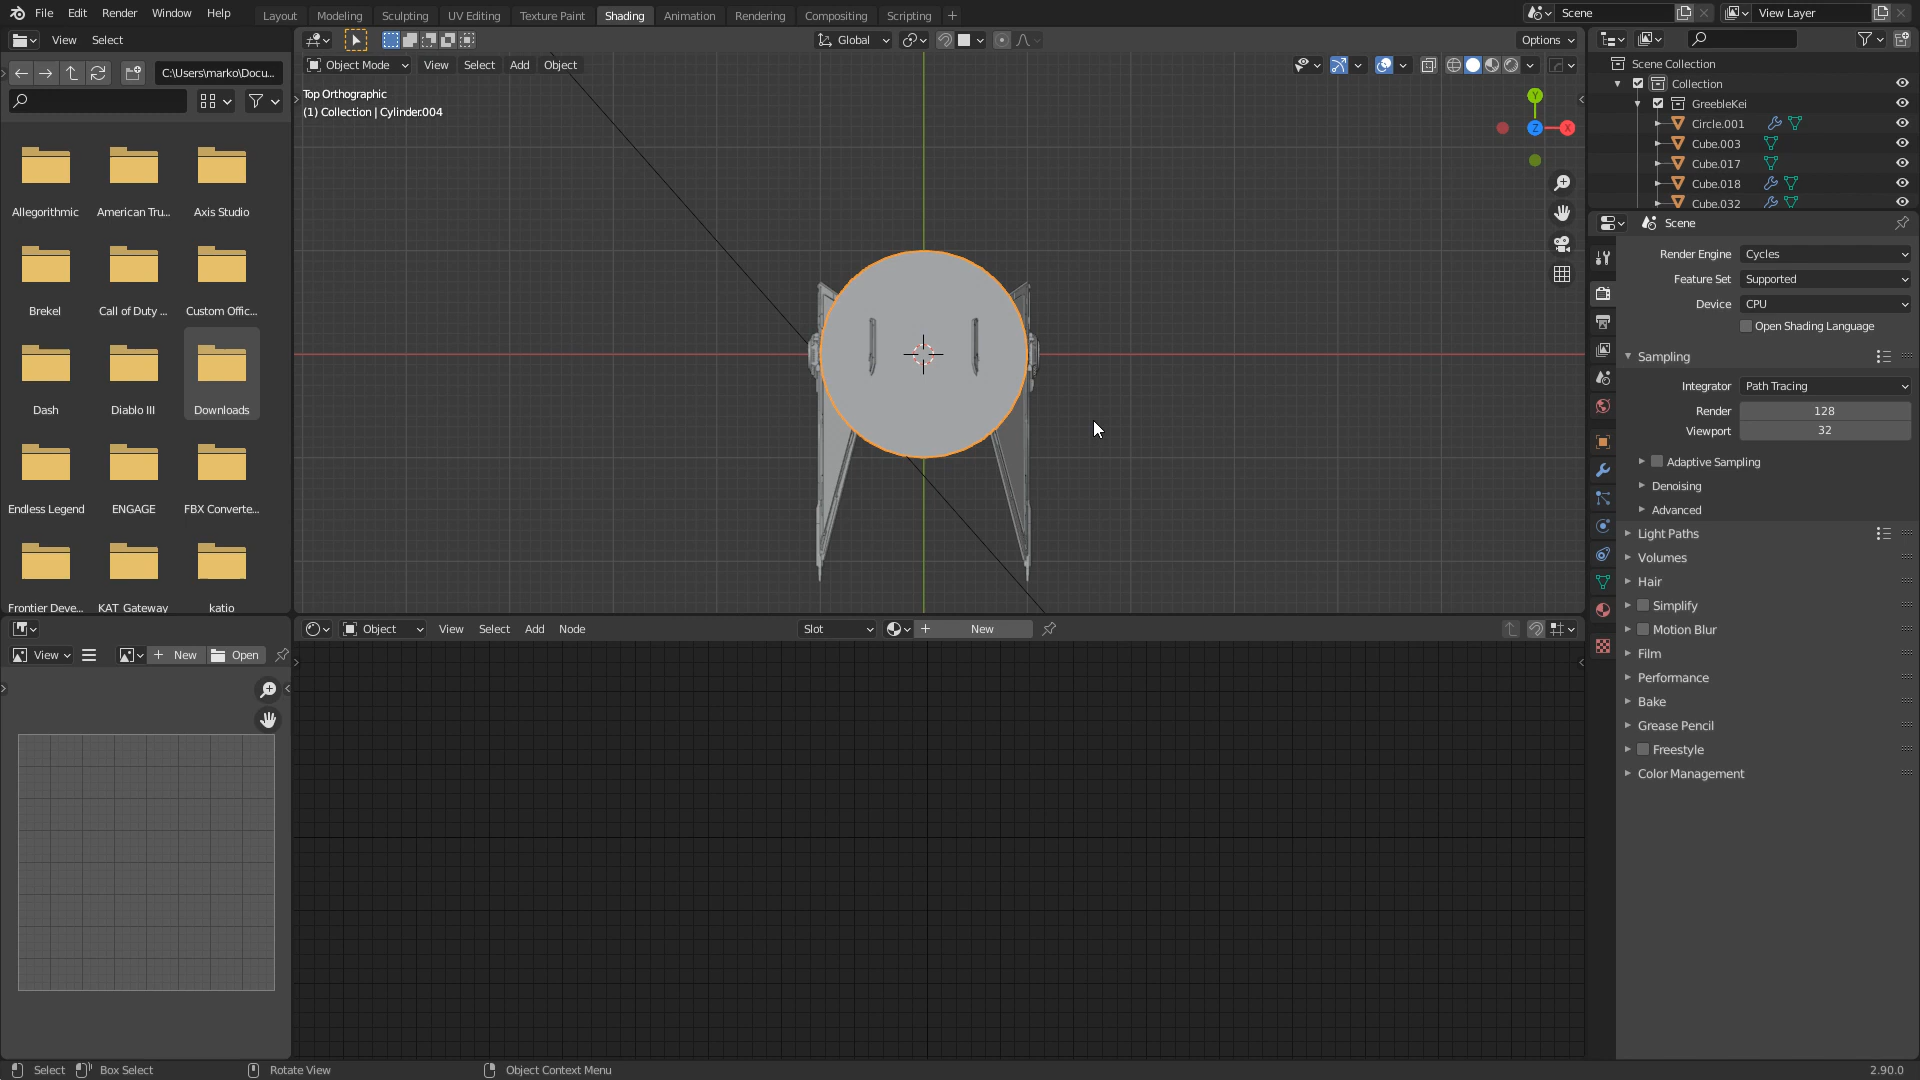 File Edit Render Window Help Layout Modeling Sculpting UV Editing Texture Paint Shading Animation Rendering Compositing Scripting Scene View Layer
View Select Global Options
C:\Users\marko\Docu... Object Mode View Select Add Object
Top Orthographic
(1) Collection | Cylinder.004
Y
Z X
Scene Collection
Collection
GreebleKei
Circle.001
Cube.003
Cube.017
Cube.018
Cube.032
Allegorithmic American Tru... Axis Studio
Brekel Call of Duty ... Custom Offic...
Dash Diablo III Downloads
Endless Legend ENGAGE FBX Converte...
Frontier Deve... KAT Gateway katio
Scene
Render Engine Cycles
Feature Set Supported
Device CPU
Open Shading Language
Sampling
Integrator Path Tracing
Render 128
Viewport 32
Adaptive Sampling
Denoising
Advanced
Light Paths
Volumes
Hair
Simplify
Motion Blur
Film
Performance
Bake
Grease Pencil
Freestyle
Color Management
Object View Select Add Node Slot New
View New Open
Select Box Select Rotate View Object Context Menu 2.90.0